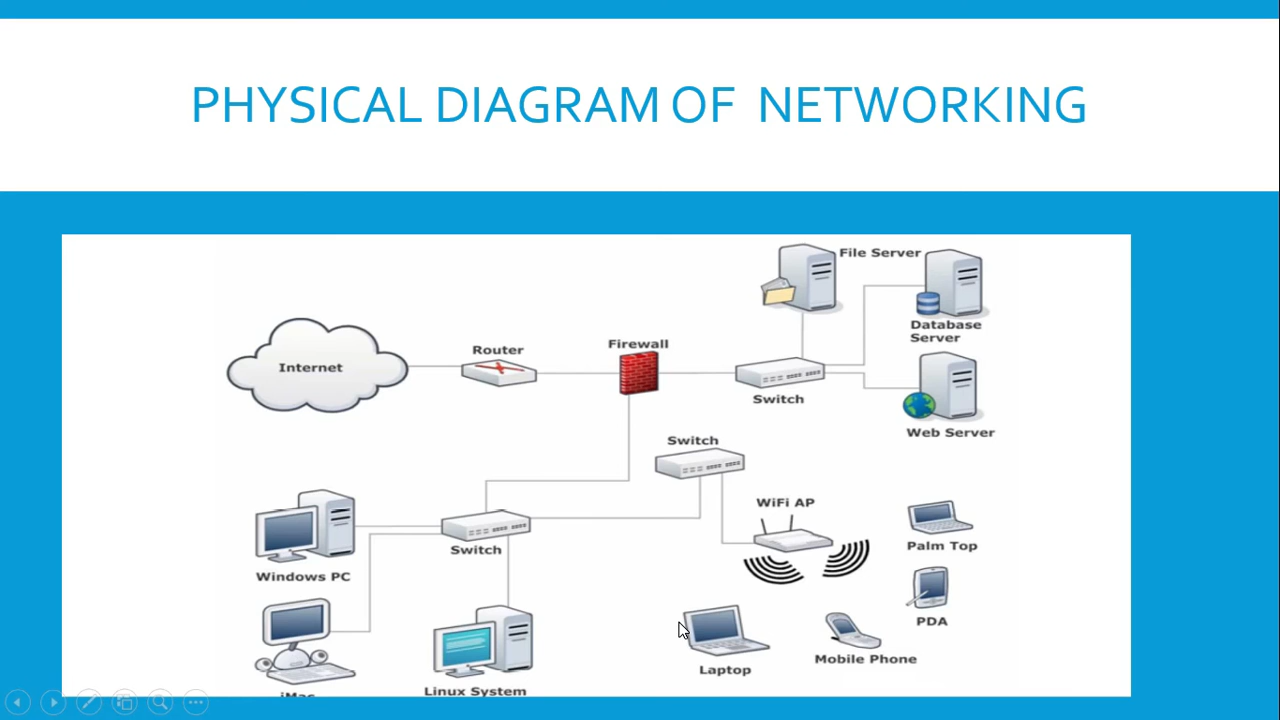 PHYSICAL DIAGRAM OF NETWORKING
File Server
Database
Server
Router
Firewall
Internet
Switch
Web Server
Switch
WiFi AP
Switch
Palm Top
Windows PC
PDA
Mobile Phone
Laptop
Linux System
iMac